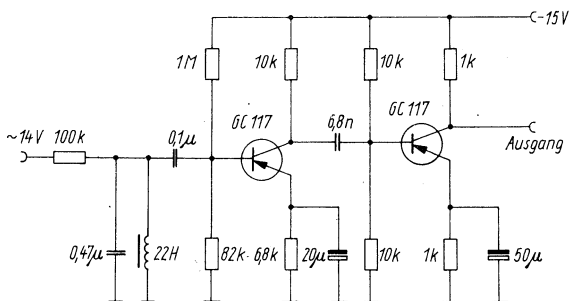 -15V
1M
10k
10k
1k
GC 117
GC 117
~14V
100k
0,1µ
6,8n
Ausgang
0,47µ
22H
82k
6,8k
20µ
10k
1k
50µ